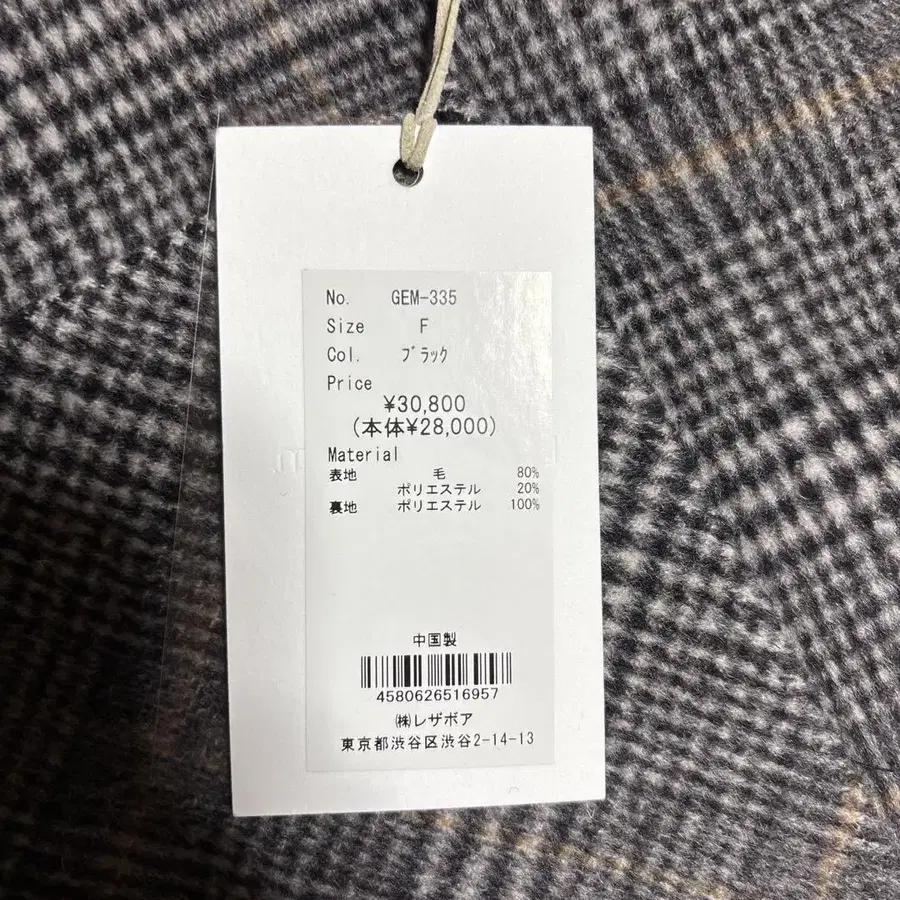 No. GEM-335
Size F
Col. ﾌﾞﾗｯｸ
Price
¥30,800
(本体¥28,000)
Material
表地 毛 80%
ポリエステル 20%
裏地 ポリエステル 100%
中国製
4580626516957
㈱レザボア
東京都渋谷区渋谷2-14-13